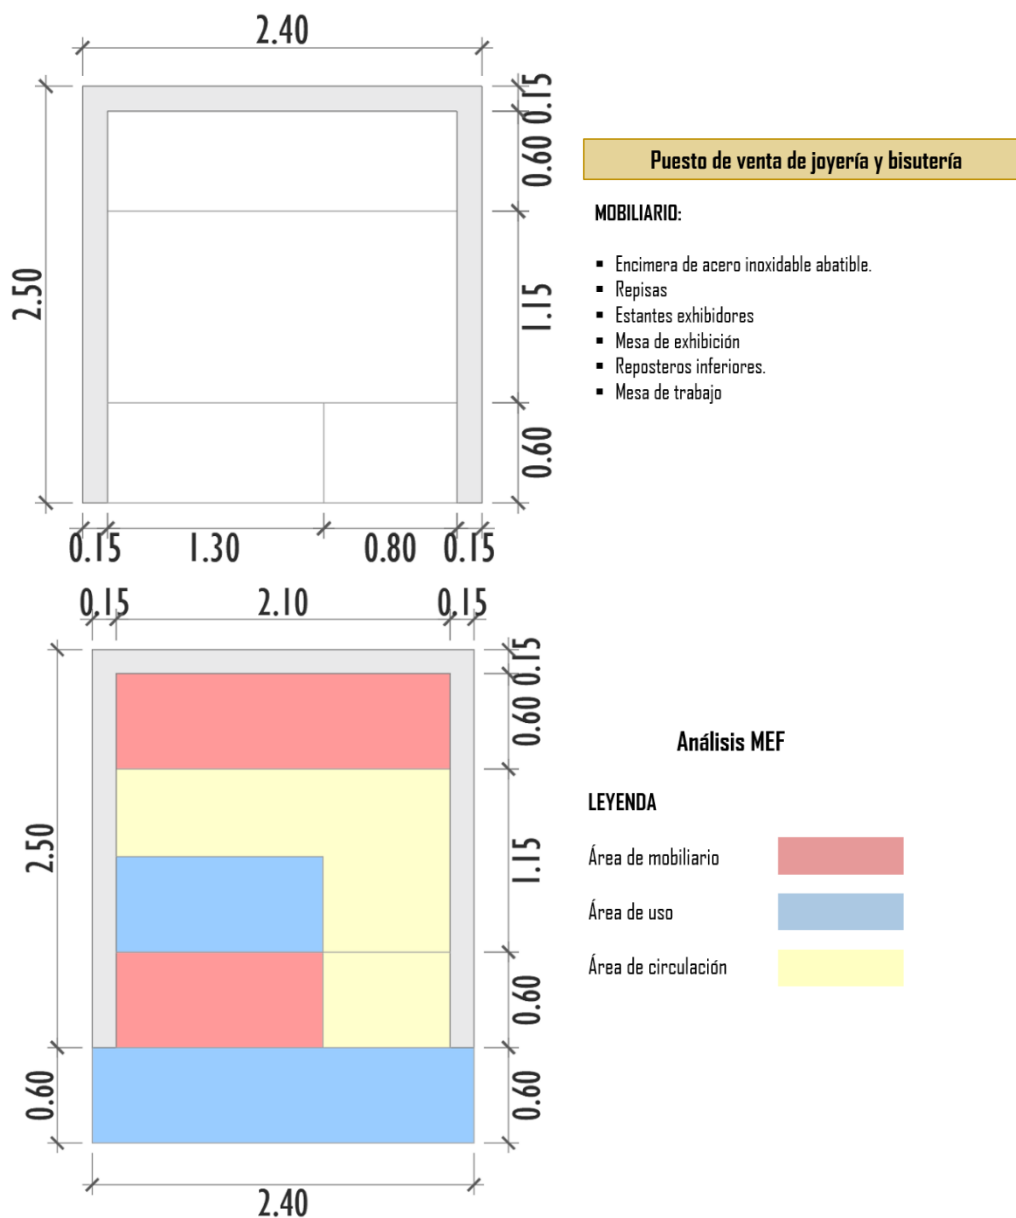 2.40
0.15
0.60
2.50
1.15
0.60
0.15
1.30
0.80
0.15
Puesto de venta de joyería y bisutería
MOBILIARIO:
▪ Encimera de acero inoxidable abatible.
▪ Repisas
▪ Estantes exhibidores
▪ Mesa de exhibición
▪ Reposteros inferiores.
▪ Mesa de trabajo
0.15
2.10
0.15
0.15
0.60
2.50
1.15
0.60
0.60
0.60
2.40
Análisis MEF
LEYENDA
Área de mobiliario
Área de uso
Área de circulación